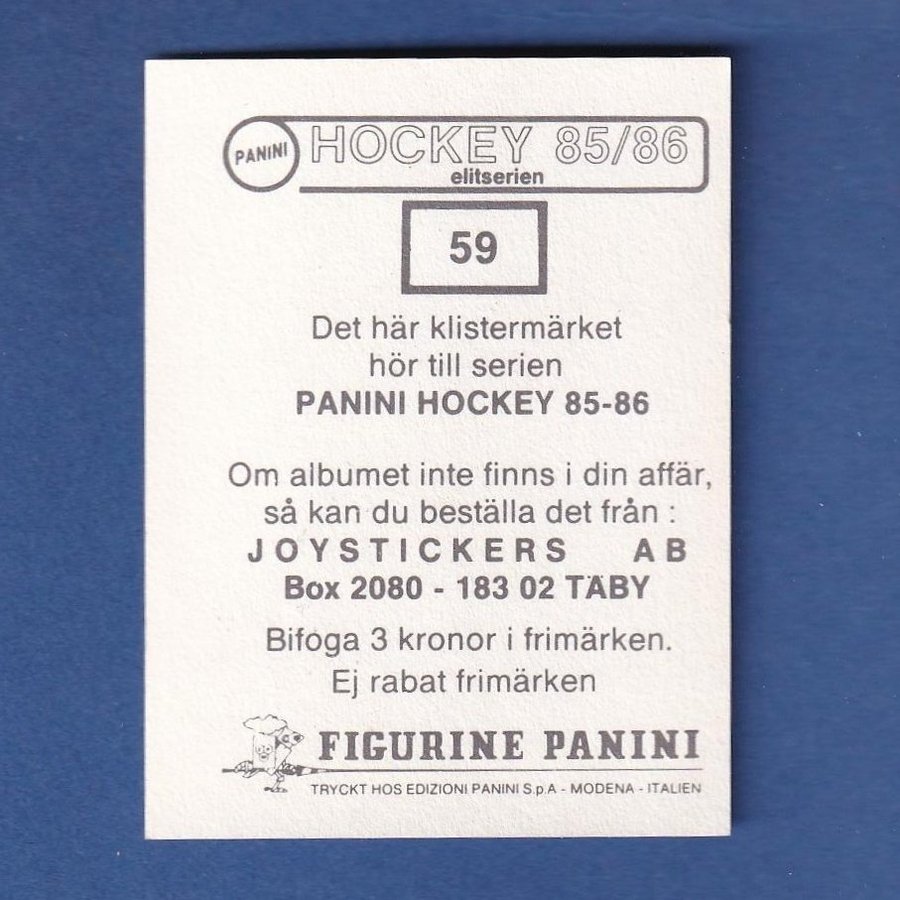 PANINI HOCKEY 85/86
elitserien
59
Det här klistermärket
hör till serien
PANINI HOCKEY 85-86
Om albumet inte finns i din affär,
så kan du beställa det från :
JOYSTICKERS AB
Box 2080 - 183 02 TÄBY
Bifoga 3 kronor i frimärken.
Ej rabat frimärken
FIGURINE PANINI
TRYCKT HOS EDIZIONI PANINI S.p.A - MODENA - ITALIEN